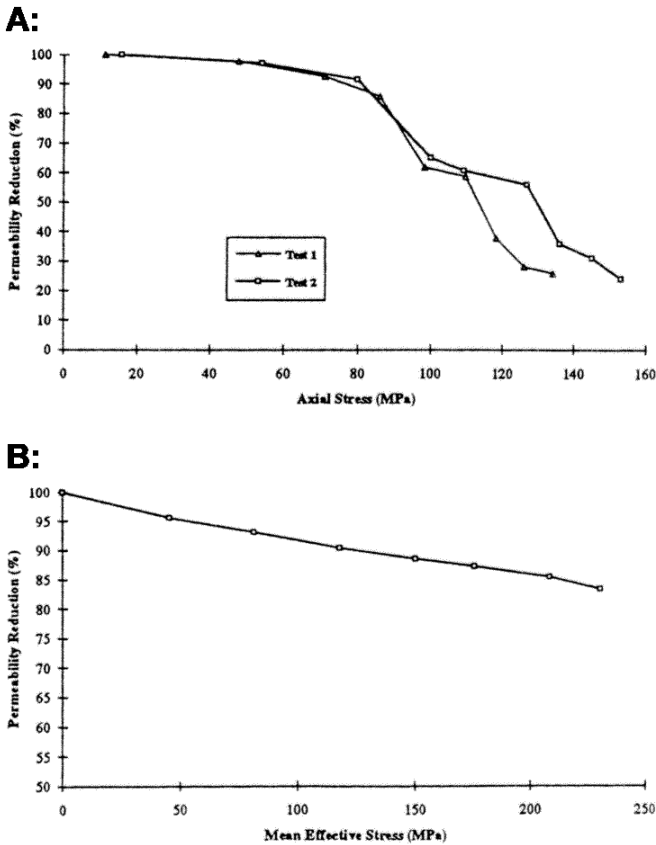 A:
100
90
80
70
60
50
40
30
20
10
0
Permeability Reduction (%)
Test 1
Test 2
0 20 40 60 80 100 120 140 160
Axial Stress (MPa)
B:
100
95
90
85
80
75
70
65
60
55
50
Permeability Reduction (%)
0 50 100 150 200 250
Mean Effective Stress (MPa)